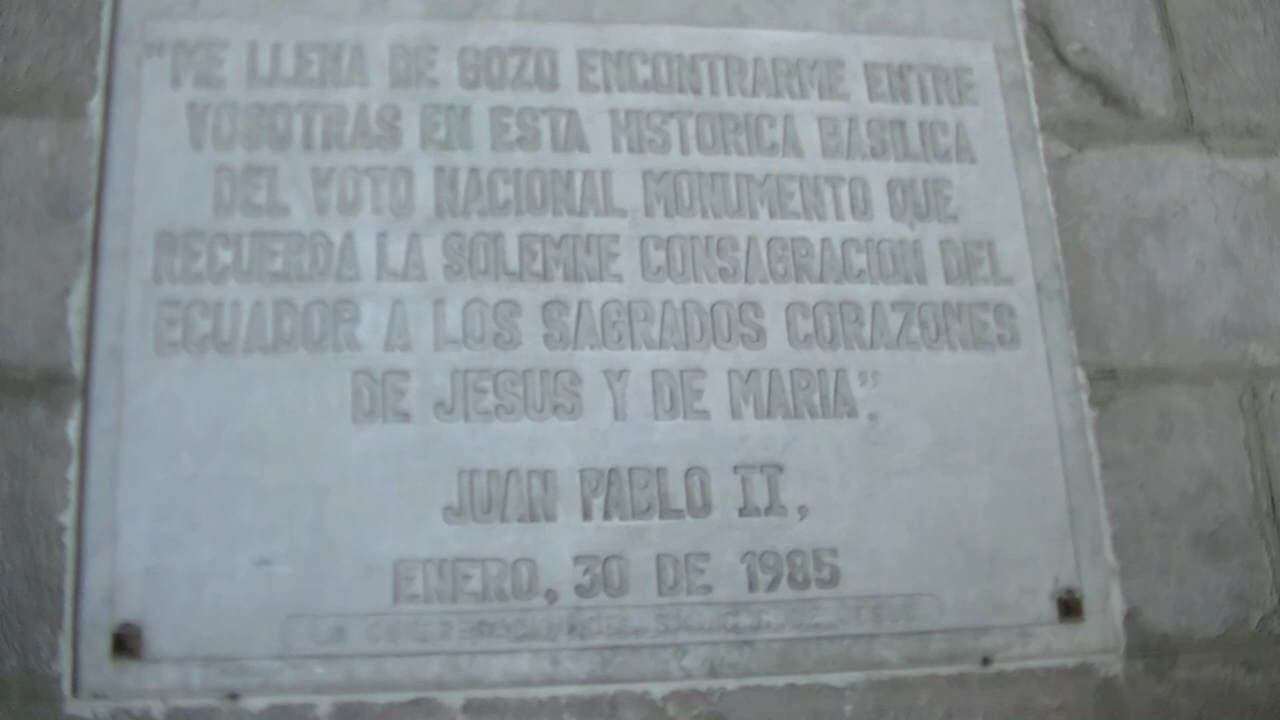 "ME LLENA DE GOZO ENCONTRARME ENTRE
VOSOTRAS EN ESTA HISTORICA BASILICA
DEL VOTO NACIONAL MONUMENTO QUE
RECUERDA LA SOLEMNE CONSAGRACION DEL
ECUADOR A LOS SAGRADOS CORAZONES
DE JESUS Y DE MARIA".
JUAN PABLO II,
ENERO, 30 DE 1985